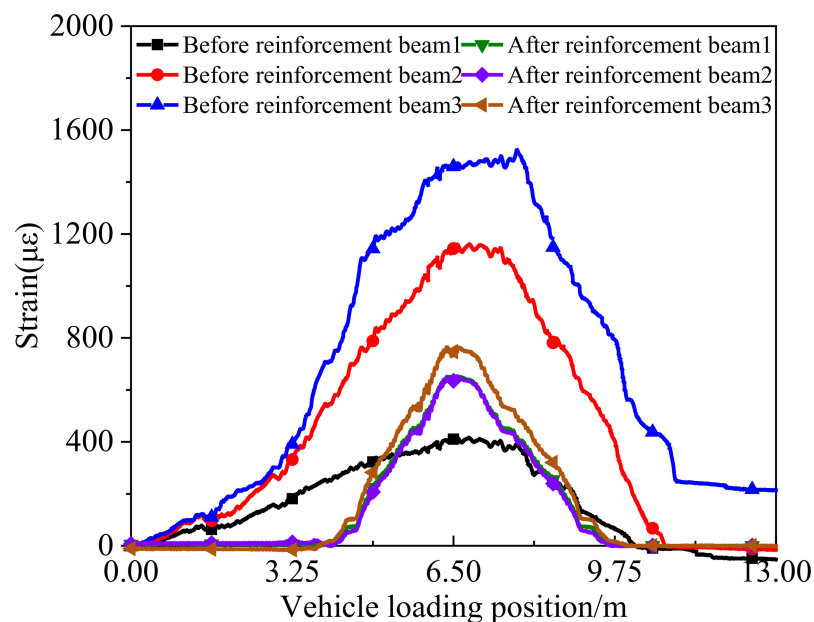 2000
Before reinforcement beam1
After reinforcement beam1
Before reinforcement beam2
After reinforcement beam2
Before reinforcement beam3
After reinforcement beam3
1600
1200
800
400
0
Strain(με)
0.00 3.25 6.50 9.75 13.00
Vehicle loading position/m